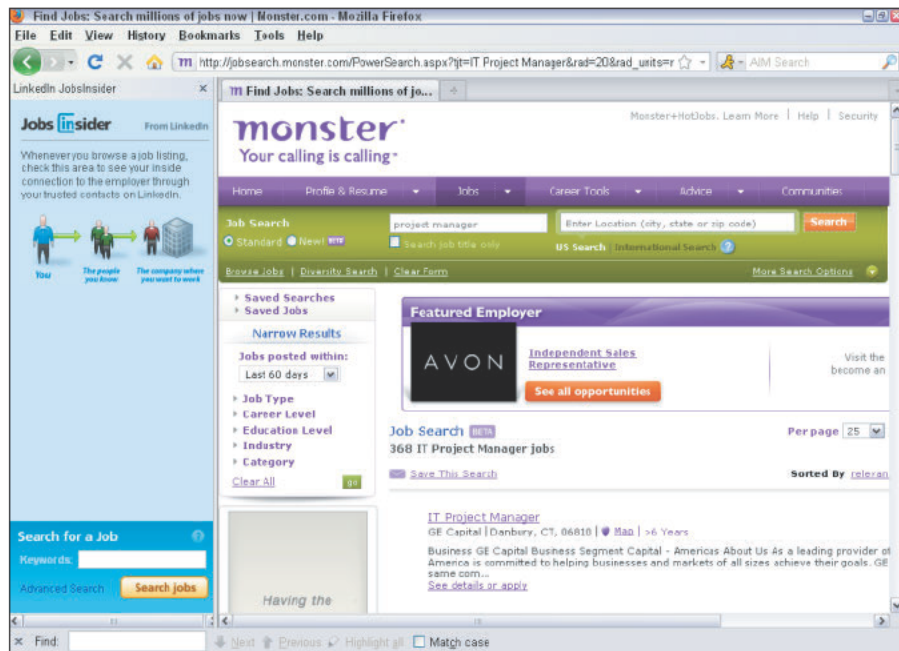 Find Jobs: Search millions of jobs now | Monster.com - Mozilla Firefox
File Edit View History Bookmarks Tools Help
http://jobsearch.monster.com/PowerSearch.aspx?tjt=IT Project Manager&rad=20&rad_units=r
AIM Search
LinkedIn JobsInsider ×
Find Jobs: Search millions of jo...
Jobs insider From LinkedIn
Whenever you browse a job listing,
check this area to see your inside
connection to the employer through
your trusted contacts on LinkedIn.
You
The people
you know
The company where
you want to work
Search for a Job
Keywords:
Advanced Search Search jobs
Monster+HotJobs. Learn More | Help | Security
monster
Your calling is calling™
Home Profile & Resume Jobs Career Tools Advice Communities
Job Search project manager Enter Location (city, state or zip code) Search
Standard New! BETA Search job title only US Search | International Search ?
Browse Jobs | Diversity Search | Clear Form More Search Options
Saved Searches
Saved Jobs
Narrow Results
Jobs posted within:
Last 60 days
Job Type
Career Level
Education Level
Industry
Category
Clear All go
Having the
Featured Employer
AVON
Independent Sales
Representative
See all opportunities
Visit the
become an
Job Search BETA Per page 25
368 IT Project Manager jobs
Save This Search Sorted By relevan
IT Project Manager
GE Capital | Danbury, CT, 06810 | Map | >6 Years
Business GE Capital Business Segment Capital - Americas About Us As a leading provider of
America is committed to helping businesses and markets of all sizes achieve their goals. GE
same com...
See details or apply
× Find: Next Previous Highlight all Match case